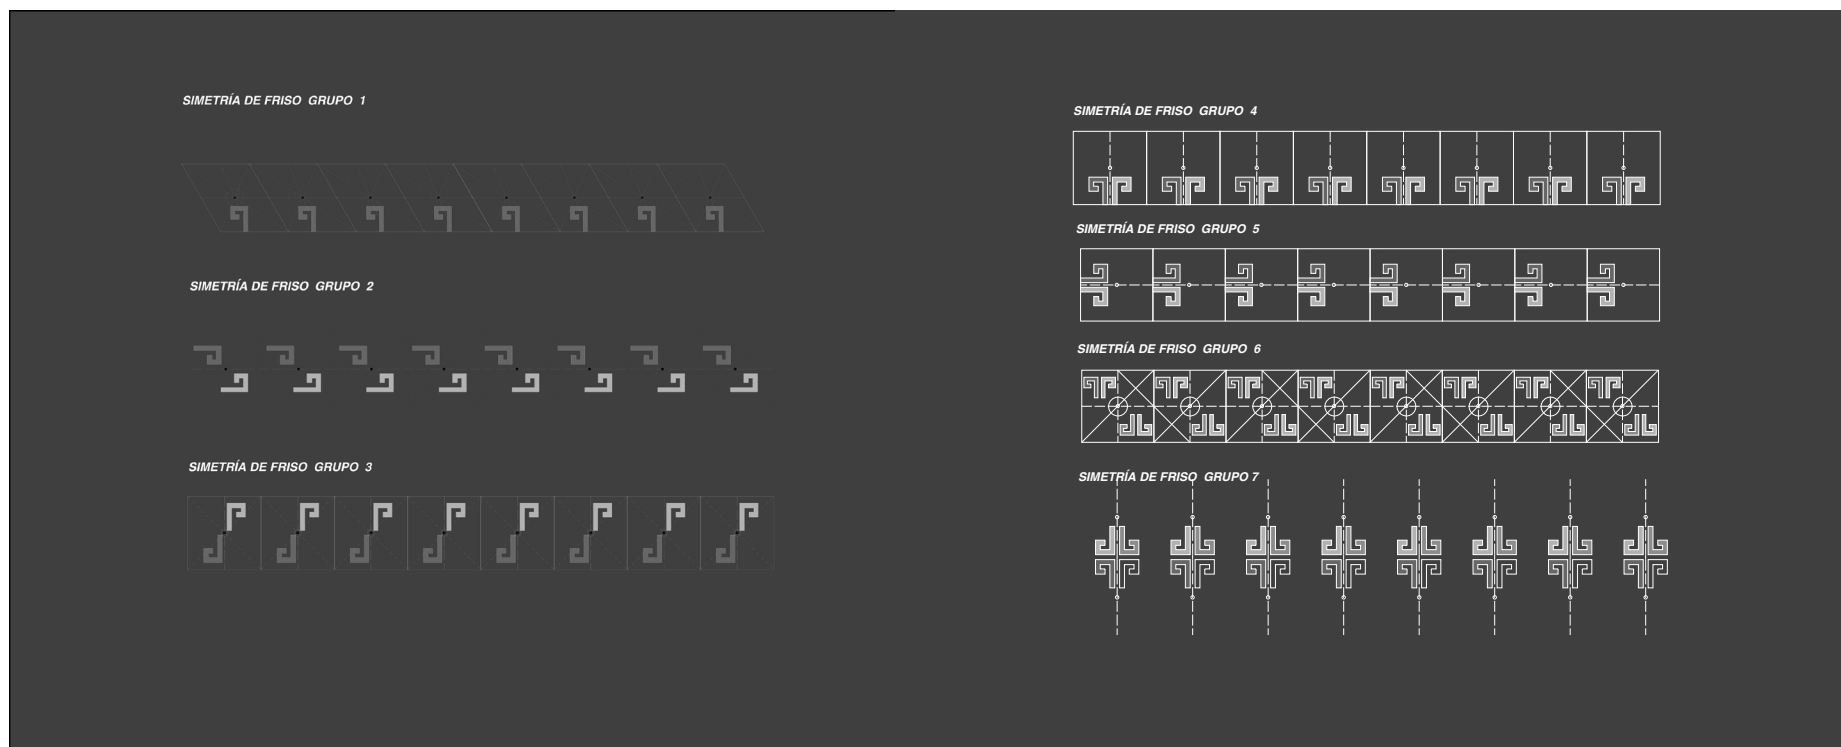 SIMETRÍA DE FRISO GRUPO 1
SIMETRÍA DE FRISO GRUPO 2
SIMETRÍA DE FRISO GRUPO 3
SIMETRÍA DE FRISO GRUPO 4
SIMETRÍA DE FRISO GRUPO 5
SIMETRÍA DE FRISO GRUPO 6
SIMETRÍA DE FRISO GRUPO 7